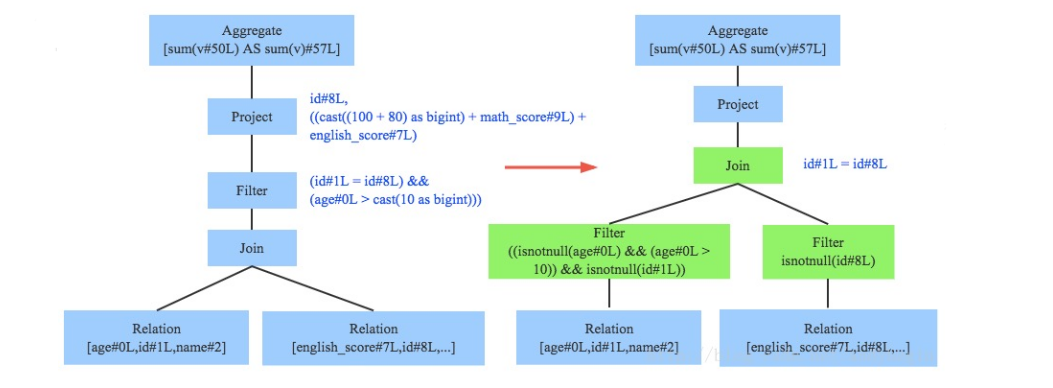 Aggregate
[sum(v#50L) AS sum(v)#57L]
Project
id#8L,
((cast((100 + 80) as bigint) + math_score#9L) +
english_score#7L)
Filter
(id#1L = id#8L) &&
(age#0L > cast(10 as bigint)))
Join
Relation
[age#0L,id#1L,name#2]
Relation
[english_score#7L,id#8L,...]
Aggregate
[sum(v#50L) AS sum(v)#57L]
Project
Join
id#1L = id#8L
Filter
((isnotnull(age#0L) && (age#0L >
10)) && isnotnull(id#1L))
Filter
isnotnull(id#8L)
Relation
[age#0L,id#1L,name#2]
Relation
[english_score#7L,id#8L,...]